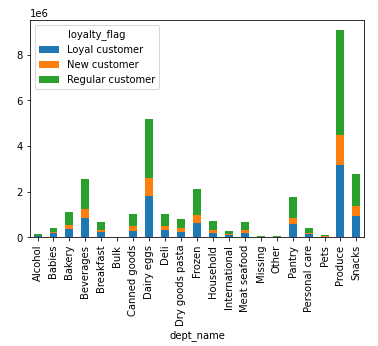 1e6
loyalty_flag
Loyal customer
New customer
Regular customer
8
6
4
2
0
Alcohol
Babies
Bakery
Beverages
Breakfast
Bulk
Canned goods
Dairy eggs
Deli
Dry goods pasta
Frozen
Household
International
Meat seafood
Missing
Other
Pantry
Personal care
Pets
Produce
Snacks
dept_name